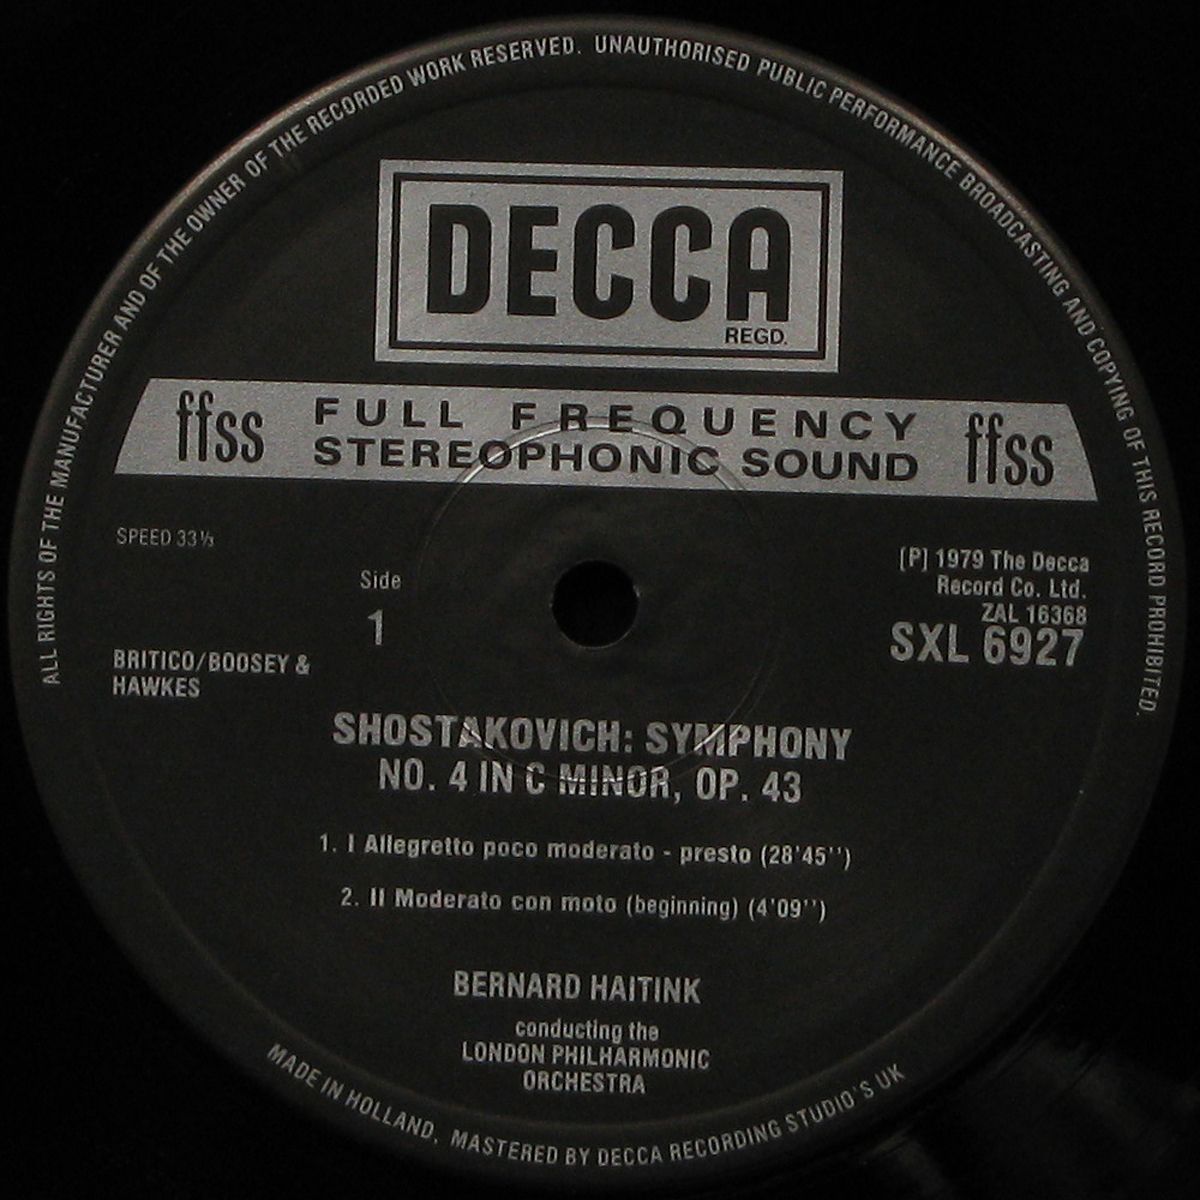 ALL RIGHTS OF THE MANUFACTURER AND OF THE OWNER OF THE RECORDED WORK RESERVED. UNAUTHORISED PUBLIC PERFORMANCE BROADCASTING AND COPYING OF THIS RECORD PROHIBITED.
DECCA
REGD.
ffss FULL FREQUENCY ffss
STEREOPHONIC SOUND
SPEED 33⅓
Side
1
[P] 1979 The Decca
Record Co. Ltd.
ZAL 16368
SXL 6927
BRITICO/BOOSEY &
HAWKES
SHOSTAKOVICH: SYMPHONY
NO. 4 IN C MINOR, OP. 43
1. I Allegretto poco moderato - presto (28'45'')
2. II Moderato con moto (beginning) (4'09'')
BERNARD HAITINK
conducting the
LONDON PHILHARMONIC
ORCHESTRA
MADE IN HOLLAND, MASTERED BY DECCA RECORDING STUDIO'S UK